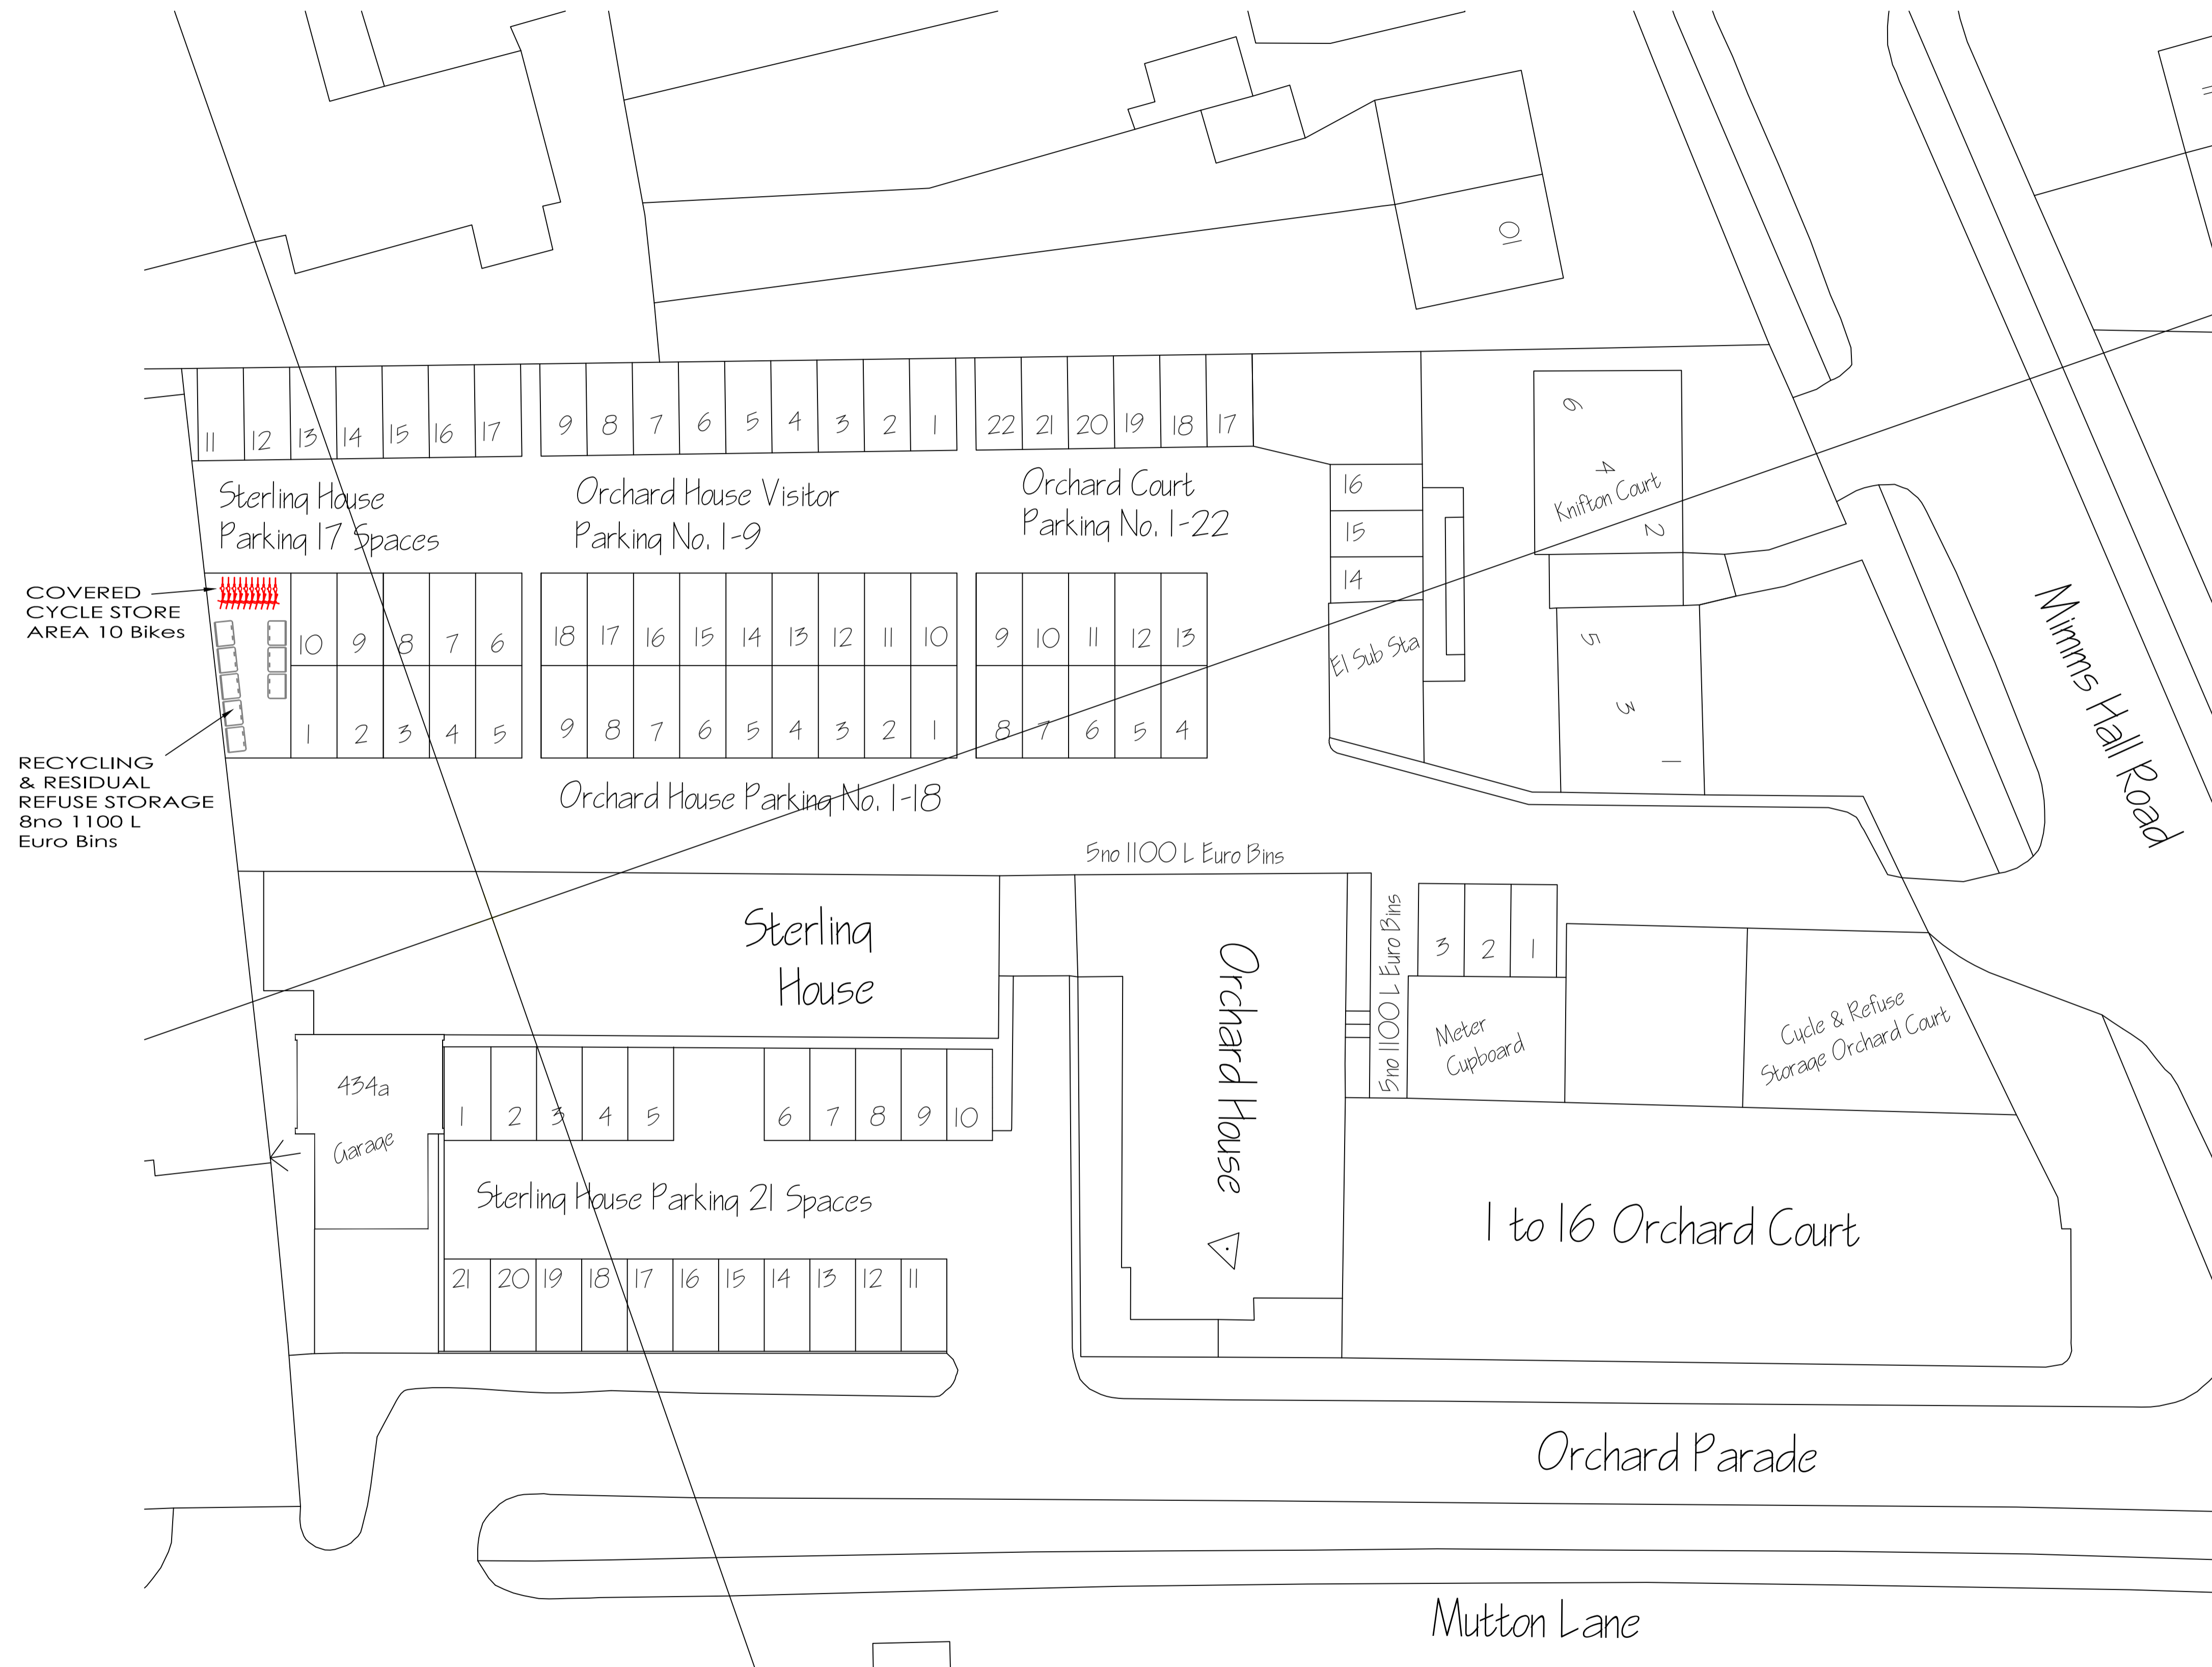 11 12 13 14 15 16 17 9 8 7 6 5 4 3 2 1 22 21 20 19 18 17
Sterling House
Parking 17 Spaces
Orchard House Visitor
Parking No. 1-9
Orchard Court
Parking No. 1-22
16
15
14
El Sub Sta
10
6
4
Knifton Court
2
5
3
1
COVERED
CYCLE STORE
AREA 10 Bikes
10 9 8 7 6 18 17 16 15 14 13 12 11 10 9 10 11 12 13
1 2 3 4 5 9 8 7 6 5 4 3 2 1 8 7 6 5 4
RECYCLING
& RESIDUAL
REFUSE STORAGE
8no 1100 L
Euro Bins
Orchard House Parking No. 1-18
Mimms Hall Road
5no 1100 L Euro Bins
Sterling
House
Orchard House
5no 1100 L Euro Bins
3 2 1
Meter
Cupboard
Cycle & Refuse
Storage Orchard Court
434a
Garage
1 2 3 4 5 6 7 8 9 10
Sterling House Parking 21 Spaces
21 20 19 18 17 16 15 14 13 12 11
1 to 16 Orchard Court
Orchard Parade
Mutton Lane